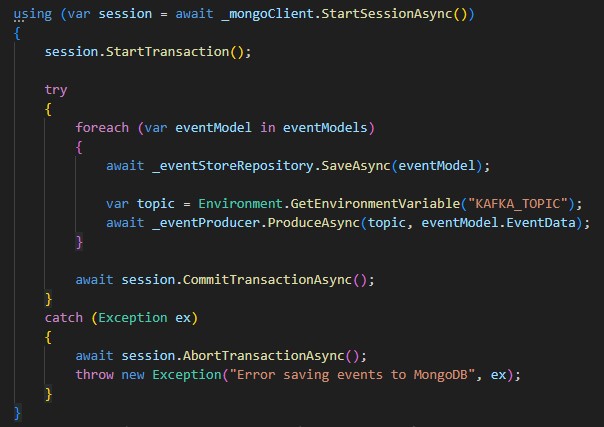 using (var session = await _mongoClient.StartSessionAsync())
{
    session.StartTransaction();

    try
    {
        foreach (var eventModel in eventModels)
        {
            await _eventStoreRepository.SaveAsync(eventModel);

            var topic = Environment.GetEnvironmentVariable("KAFKA_TOPIC");
            await _eventProducer.ProduceAsync(topic, eventModel.EventData);
        }

        await session.CommitTransactionAsync();
    }
    catch (Exception ex)
    {
        await session.AbortTransactionAsync();
        throw new Exception("Error saving events to MongoDB", ex);
    }
}